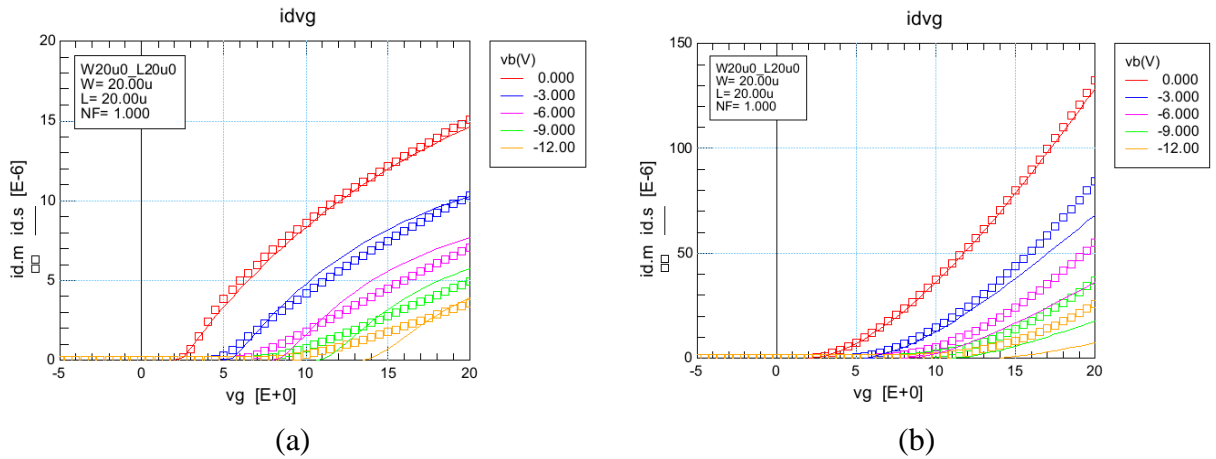 idvg
20
15
10
5
0
id.m id.s [E-6]
W20u0_L20u0
W= 20.00u
L= 20.00u
NF= 1.000
-5 0 5 10 15 20
vg [E+0]
vb(V)
0.000
-3.000
-6.000
-9.000
-12.00
(a)
idvg
150
100
50
0
id.m id.s [E-6]
W20u0_L20u0
W= 20.00u
L= 20.00u
NF= 1.000
-5 0 5 10 15 20
vg [E+0]
vb(V)
0.000
-3.000
-6.000
-9.000
-12.00
(b)